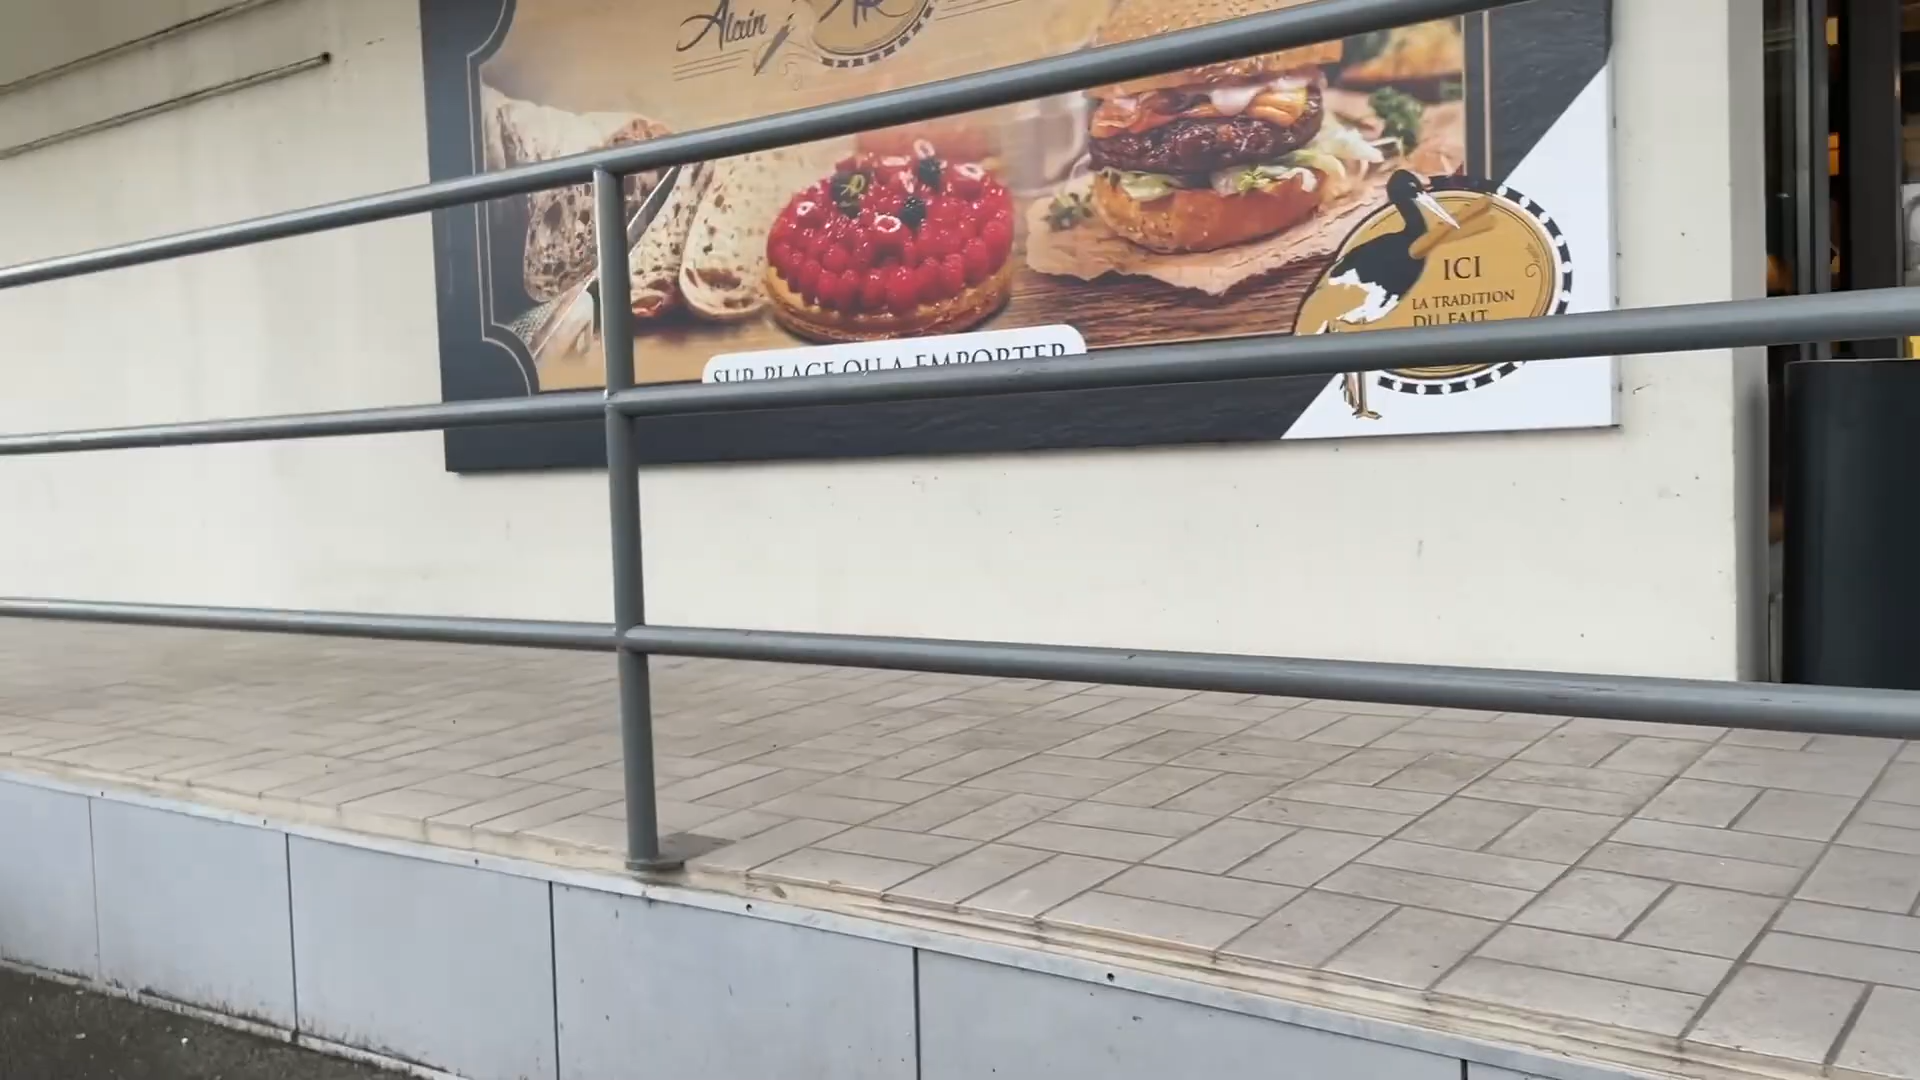 Alain
SUR PLACE OU A EMPORTER
ICI
LA TRADITION
DU FAIT